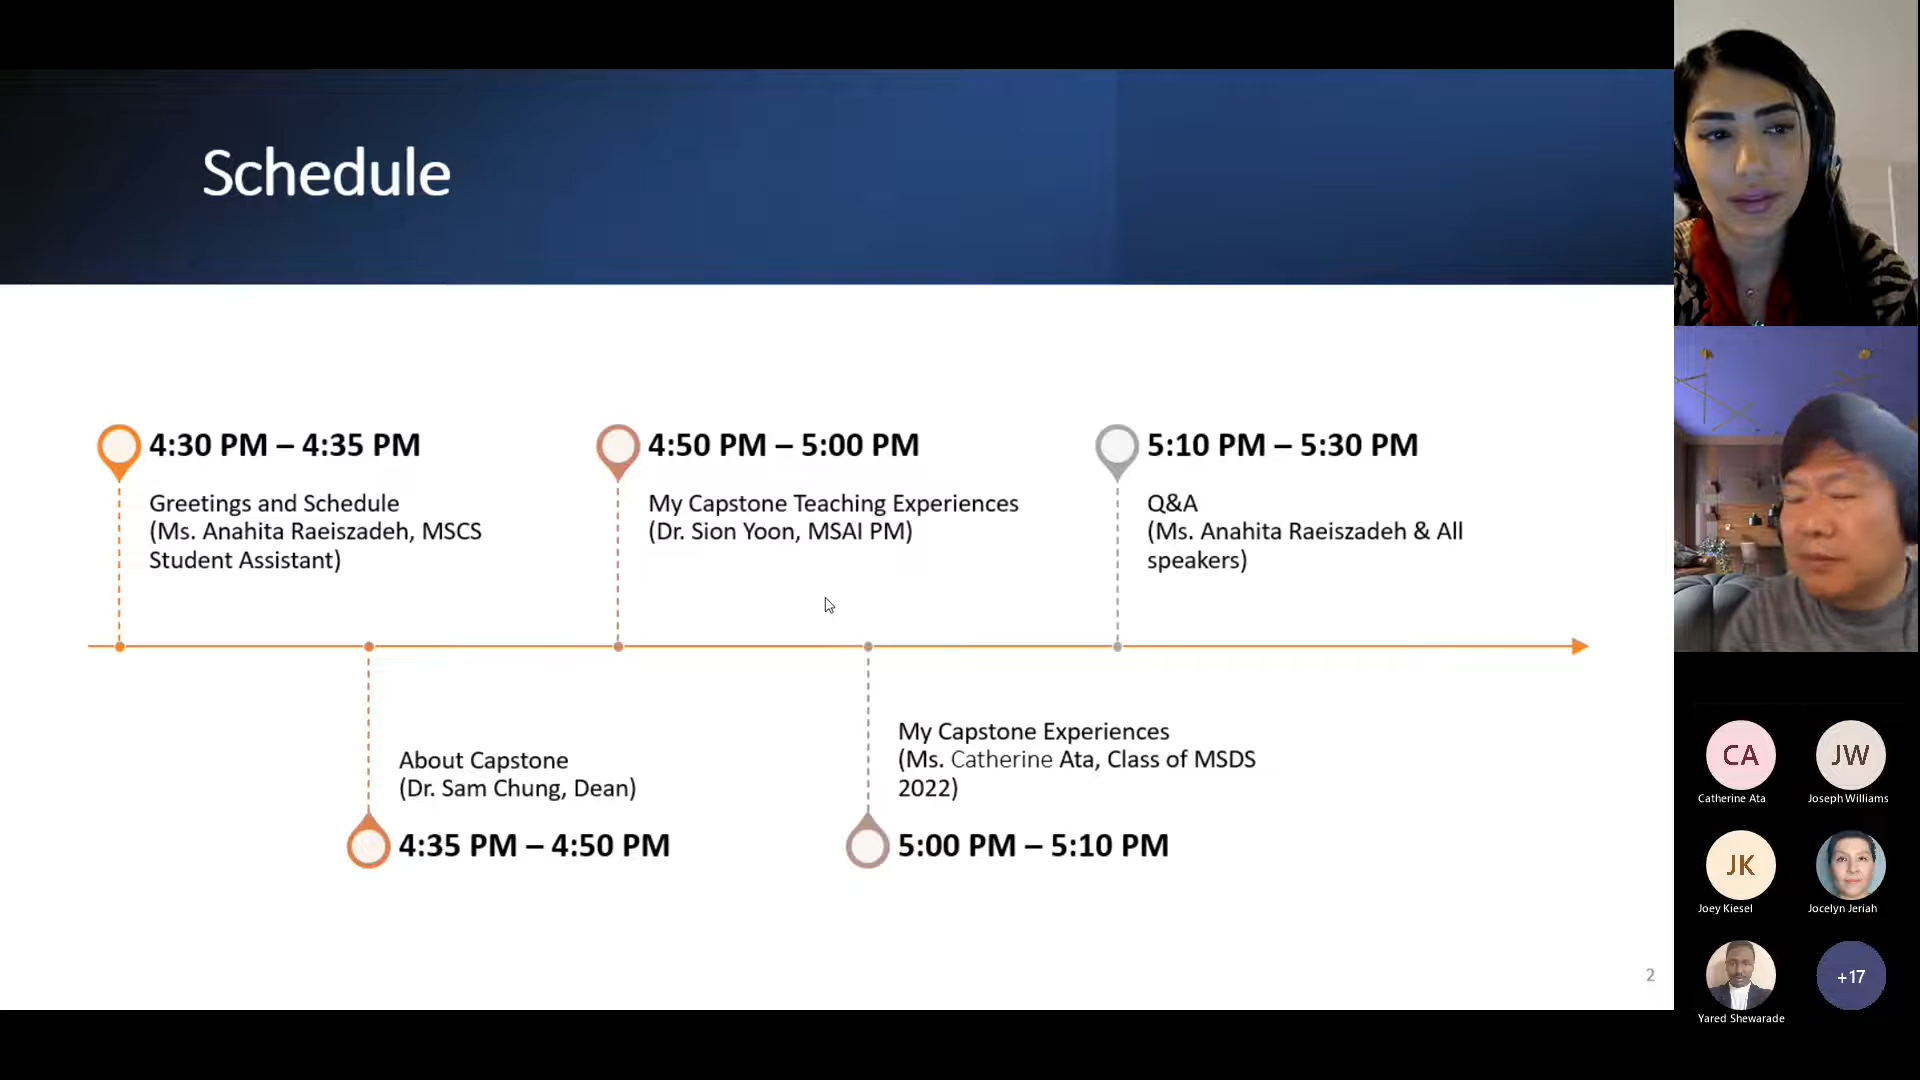 Schedule
4:30 PM – 4:35 PM
Greetings and Schedule
(Ms. Anahita Raeiszadeh, MSCS
Student Assistant)
4:50 PM – 5:00 PM
My Capstone Teaching Experiences
(Dr. Sion Yoon, MSAI PM)
5:10 PM – 5:30 PM
Q&A
(Ms. Anahita Raeiszadeh & All
speakers)
About Capstone
(Dr. Sam Chung, Dean)
4:35 PM – 4:50 PM
My Capstone Experiences
(Ms. Catherine Ata, Class of MSDS
2022)
5:00 PM – 5:10 PM
2
CA
Catherine Ata
JW
Joseph Williams
JK
Joey Kiesel
Jocelyn Jeriah
Yared Shewarade
+17